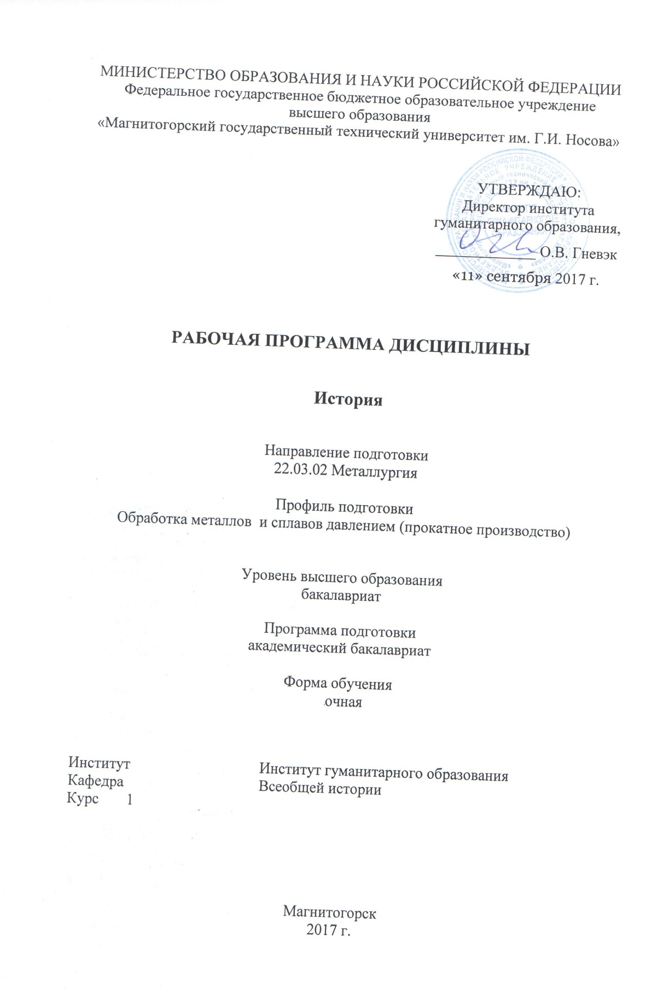 МИНИСТЕРСТВО ОБРАЗОВАНИЯ И НАУКИ РОССИЙСКОЙ ФЕДЕРАЦИИ
Федеральное государственное бюджетное образовательное учреждение
высшего образования
«Магнитогорский государственный технический университет им. Г.И. Носова»
УТВЕРЖДАЮ:
Директор института
гуманитарного образования,
О.В. Гневэк
«11» сентября 2017 г.
РАБОЧАЯ ПРОГРАММА ДИСЦИПЛИНЫ
История
Направление подготовки
22.03.02 Металлургия
Профиль подготовки
Обработка металлов и сплавов давлением (прокатное производство)
Уровень высшего образования
бакалавриат
Программа подготовки
академический бакалавриат
Форма обучения
очная
Институт Институт гуманитарного образования
Кафедра Всеобщей истории
Курс 1
Магнитогорск
2017 г.